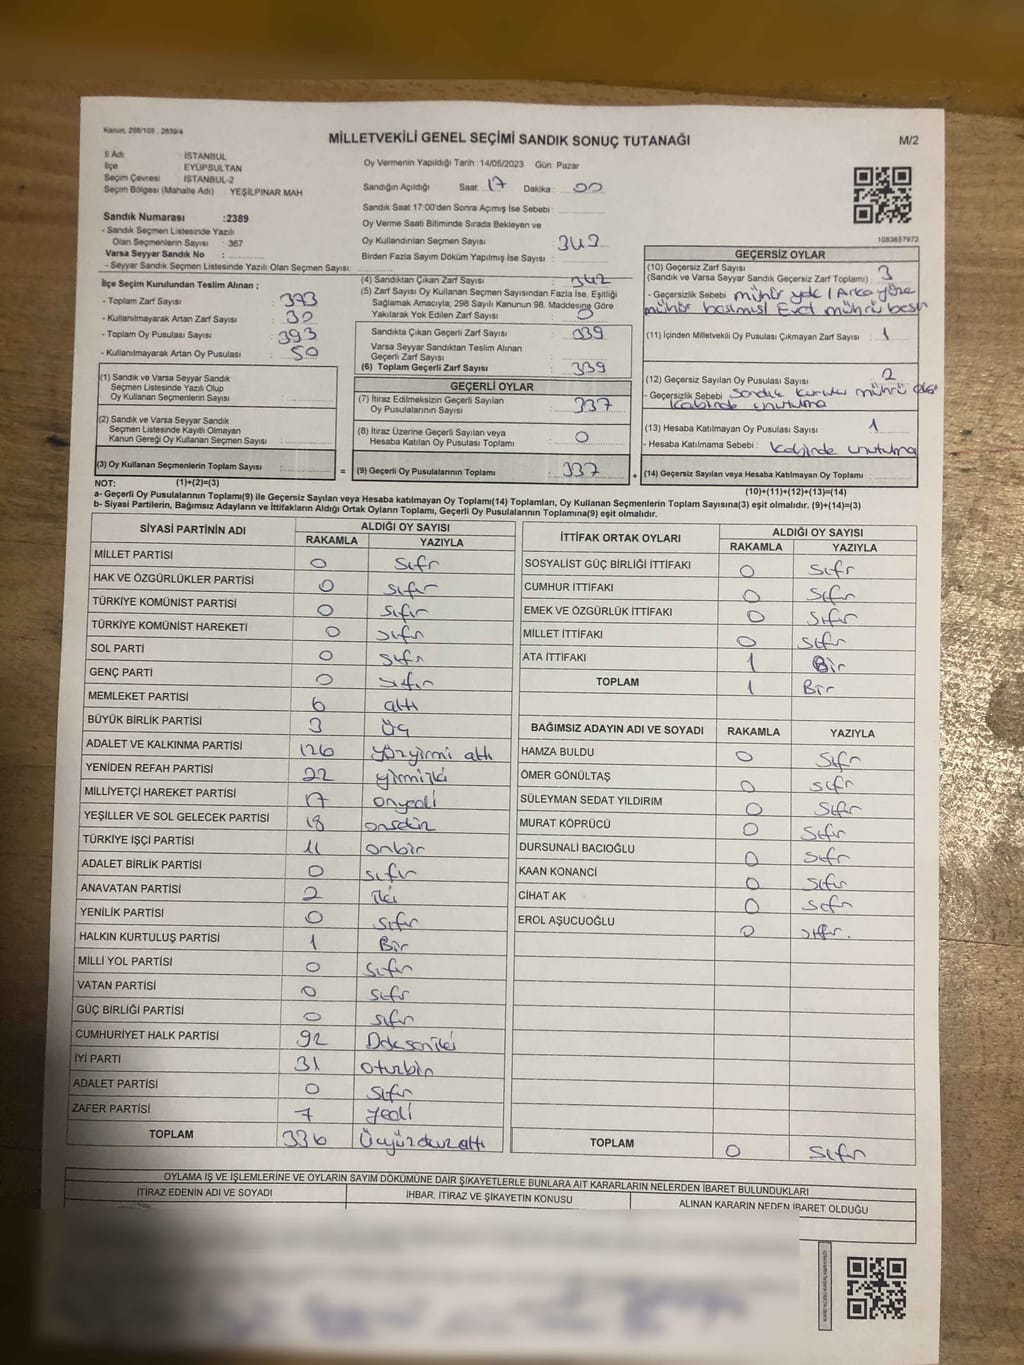 Kanun, 298/105 , 2839/4
MİLLETVEKİLİ GENEL SEÇİMİ SANDIK SONUÇ TUTANAĞI
M/2
İl Adı : İSTANBUL
İlçe : EYÜPSULTAN
Seçim Çevresi : İSTANBUL-2
Seçim Bölgesi (Mahalle Adı) : YEŞİLPINAR MAH
Sandık Numarası :2389
- Sandık Seçmen Listesinde Yazılı
Olan Seçmenlerin Sayısı : 367
Varsa Seyyar Sandık No :
- Seyyar Sandık Seçmen Listesinde Yazılı Olan Seçmen Sayısı:
İlçe Seçim Kurulundan Teslim Alınan ;
- Toplam Zarf Sayısı : 373
- Kullanılmayarak Artan Zarf Sayısı : 30
- Toplam Oy Pusulası Sayısı : 393
- Kullanılmayarak Artan Oy Pusulası : 50
(1) Sandık ve Varsa Seyyar Sandık
Seçmen Listesinde Yazılı Olup
Oy Kullanan Seçmenlerin Sayısı :
(2) Sandık ve Varsa Seyyar Sandık
Seçmen Listesinde Kayıtlı Olmayan
Kanun Gereği Oy Kullanan Seçmen Sayısı :
(3) Oy Kullanan Seçmenlerin Toplam Sayısı :
Oy Vermenin Yapıldığı Tarih :14/05/2023 Gün: Pazar
Sandığın Açıldığı Saat : 17 Dakika : 00
Sandık Saat 17:00'den Sonra Açımış İse Sebebi :
Oy Verme Saati Bitiminde Sırada Bekleyen ve
Oy Kullandırılan Seçmen Sayısı : 342
Birden Fazla Sayım Döküm Yapılmış İse Sayısı :
(4) Sandıktan Çıkan Zarf Sayısı : 342
(5) Zarf Sayısı Oy Kullanan Seçmen Sayısından Fazla İse, Eşitliği
Sağlamak Amacıyla; 298 Sayılı Kanunun 98. Maddesine Göre
Yakılarak Yok Edilen Zarf Sayısı : 0
Sandıkta Çıkan Geçerli Zarf Sayısı : 339
Varsa Seyyar Sandıktan Teslim Alınan
Geçerli Zarf Sayısı :
(6) Toplam Geçerli Zarf Sayısı : 339
GEÇERLİ OYLAR
(7) İtiraz Edilmeksizin Geçerli Sayılan
Oy Pusulalarının Sayısı : 337
(8) İtiraz Üzerine Geçerli Sayılan veya
Hesaba Katılan Oy Pusulası Toplamı : 0
= (9) Geçerli Oy Pusulalarının Toplamı : 337 +
1083657972
GEÇERSİZ OYLAR
(10) Geçersiz Zarf Sayısı
(Sandık ve Varsa Seyyar Sandık Geçersiz Zarf Toplamı) : 3
- Geçersizlik Sebebi : mühür yok / Arka yüze
mühür basılmış Evet mührü
(11) İçinden Milletvekili Oy Pusulası Çıkmayan Zarf Sayısı : 1
(12) Geçersiz Sayılan Oy Pusulası Sayısı : 2
- Geçersizlik Sebebi : Sandık kurulu mührü
Kabinde unutulma
(13) Hesaba Katılmayan Oy Pusulası Sayısı : 1
- Hesaba Katılmama Sebebi : Kabinde unutulma
(14) Geçersiz Sayılan veya Hesaba Katılmayan Oy Toplamı :
NOT: (1)+(2)=(3) (10)+(11)+(12)+(13)=(14)
a- Geçerli Oy Pusulalarının Toplamı(9) ile Geçersiz Sayılan veya Hesaba katılmayan Oy Toplamı(14) Toplamları, Oy Kullanan Seçmenlerin Toplam Sayısına(3) eşit olmalıdır. (9)+(14)=(3)
b- Siyasi Partilerin, Bağımsız Adayların ve İttifakların Aldığı Ortak Oyların Toplamı, Geçerli Oy Pusulalarının Toplamına(9) eşit olmalıdır.
SİYASİ PARTİNİN ADI ALDIĞI OY SAYISI
RAKAMLA YAZIYLA
MİLLET PARTİSİ 0 Sıfır
HAK VE ÖZGÜRLÜKLER PARTİSİ 0 sıfır
TÜRKİYE KOMÜNİST PARTİSİ 0 sıfır
TÜRKİYE KOMÜNİST HAREKETİ 0 sıfır
SOL PARTİ 0 sıfır
GENÇ PARTİ 0 sıfır
MEMLEKET PARTİSİ 6 altı
BÜYÜK BİRLİK PARTİSİ 3 üç
ADALET VE KALKINMA PARTİSİ 126 yüzyirmi altı
YENİDEN REFAH PARTİSİ 22 yirmiiki
MİLLİYETÇİ HAREKET PARTİSİ 17 onyedi
YEŞİLLER VE SOL GELECEK PARTİSİ 18 onsekiz
TÜRKİYE İŞÇİ PARTİSİ 11 onbir
ADALET BİRLİK PARTİSİ 0 sıfır
ANAVATAN PARTİSİ 2 iki
YENİLİK PARTİSİ 0 sıfır
HALKIN KURTULUŞ PARTİSİ 1 Bir
MİLLİ YOL PARTİSİ 0 sıfır
VATAN PARTİSİ 0 sıfır
GÜÇ BİRLİĞİ PARTİSİ 0 sıfır
CUMHURİYET HALK PARTİSİ 92 Doksaniki
İYİ PARTİ 31 otuzbir
ADALET PARTİSİ 0 Sıfır
ZAFER PARTİSİ 7 yedi
TOPLAM 336 Üçyüzotuzaltı
İTTİFAK ORTAK OYLARI ALDIĞI OY SAYISI
RAKAMLA YAZIYLA
SOSYALİST GÜÇ BİRLİĞİ İTTİFAKI 0 Sıfır
CUMHUR İTTİFAKI 0 Sıfır
EMEK VE ÖZGÜRLÜK İTTİFAKI 0 Sıfır
MİLLET İTTİFAKI 0 Sıfır
ATA İTTİFAKI 1 Bir
TOPLAM 1 Bir
BAĞIMSIZ ADAYIN ADI VE SOYADI RAKAMLA YAZIYLA
HAMZA BULDU 0 Sıfır
ÖMER GÖNÜLTAŞ 0 sıfır
SÜLEYMAN SEDAT YILDIRIM 0 Sıfır
MURAT KÖPRÜCÜ 0 Sıfır
DURSUNALİ BACIOĞLU 0 sıfır
KAAN KONANCİ 0 Sıfır
CİHAT AK 0 sıfır
EROL AŞUCUOĞLU 0 sıfır.
TOPLAM 0 Sıfır
OYLAMA İŞ VE İŞLEMLERİNE VE OYLARIN SAYIM DÖKÜMÜNE DAİR ŞİKAYETLERLE BUNLARA AİT KARARLARIN NELERDEN İBARET BULUNDUKLARI
İTİRAZ EDENİN ADI VE SOYADI İHBAR, İTİRAZ VE ŞİKAYETİN KONUSU ALINAN KARARIN NEDEN İBARET OLDUĞU